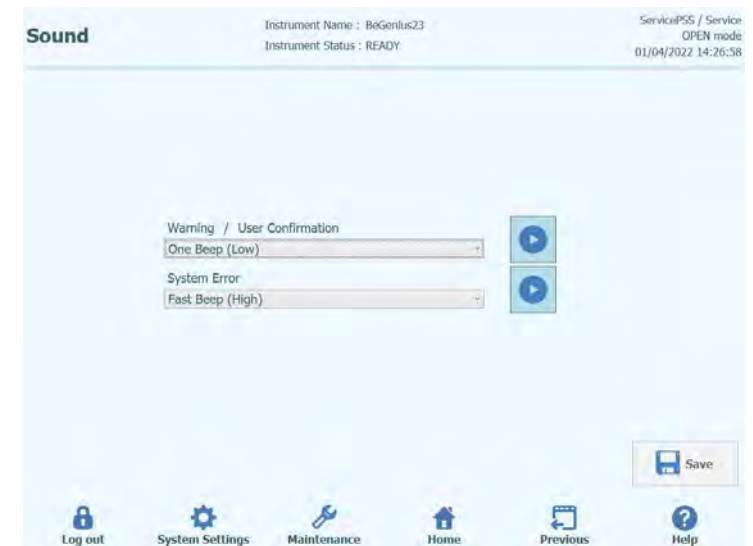 Sound
Instrument Name : BeGenius23
Instrument Status : READY
ServicePSS / Service
OPEN mode
01/04/2022 14:26:58
Warning / User Confirmation
One Beep (Low)
System Error
Fast Beep (High)
Save
Log out
System Settings
Maintenance
Home
Previous
Help